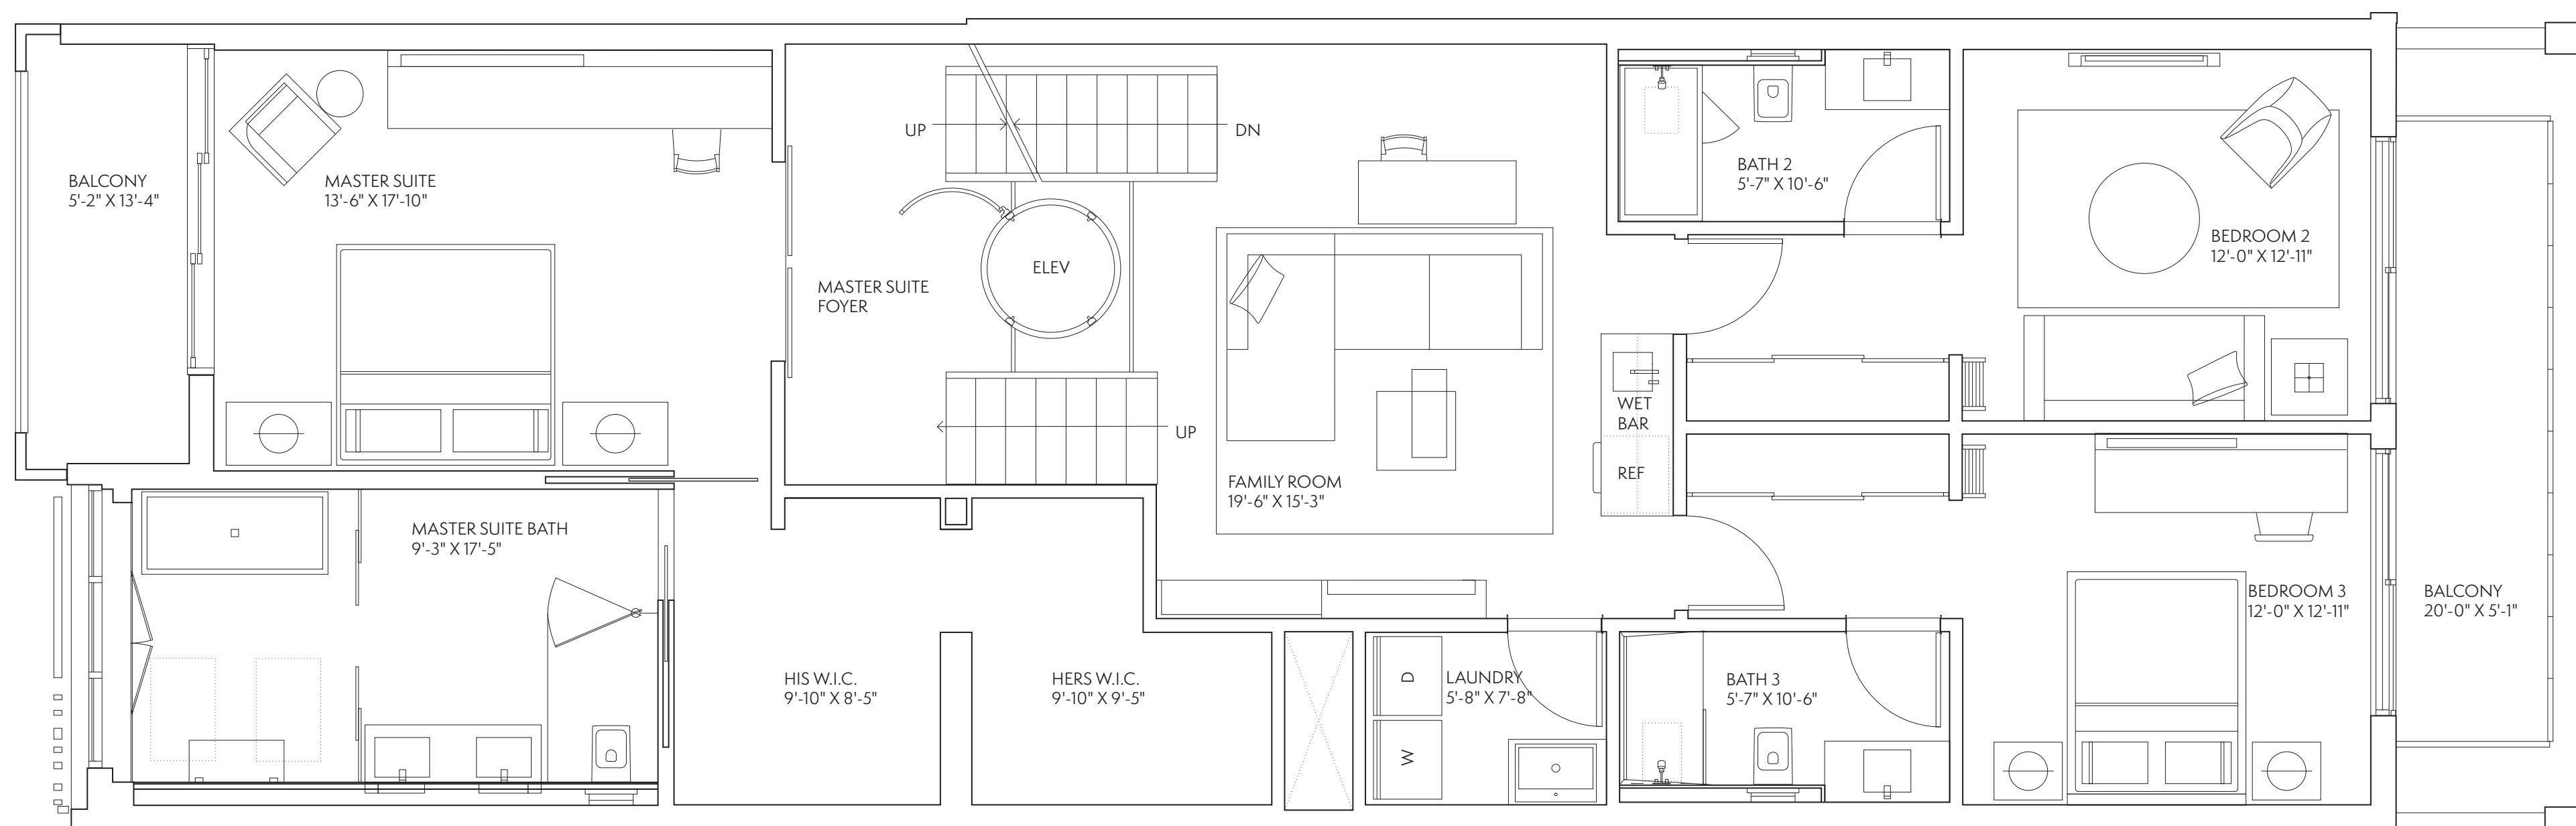 BALCONY
5'-2" X 13'-4"
MASTER SUITE
13'-6" X 17'-10"
UP
DN
ELEV
MASTER SUITE
FOYER
UP
BATH 2
5'-7" X 10'-6"
BEDROOM 2
12'-0" X 12'-11"
WET
BAR
REF
FAMILY ROOM
19'-6" X 15'-3"
MASTER SUITE BATH
9'-3" X 17'-5"
HIS W.I.C.
9'-10" X 8'-5"
HERS W.I.C.
9'-10" X 9'-5"
D
W
LAUNDRY
5'-8" X 7'-8"
BATH 3
5'-7" X 10'-6"
BEDROOM 3
12'-0" X 12'-11"
BALCONY
20'-0" X 5'-1"